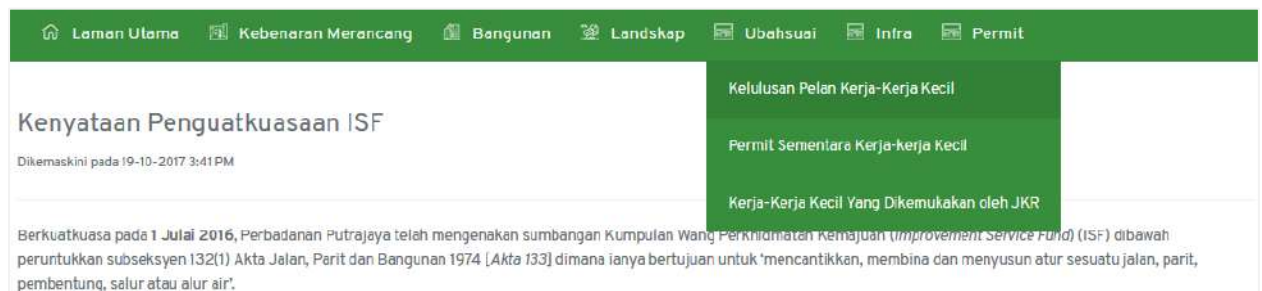 Laman Utama Kebenaran Merancang Bangunan Landskap Ubahsuai Infra Permit
Kelulusan Pelan Kerja-Kerja Kecil
Kenyataan Penguatkuasaan ISF
Permit Sementara Kerja-kerja Kecil
Dikemaskini pada 19-10-2017 3:41 PM
Kerja-Kerja Kecil Yang Dikemukakan oleh JKR
Berkuatkuasa pada 1 Julai 2016, Perbadanan Putrajaya telah mengenakan sumbangan Kumpulan Wang Perkhidmatan Kemajuan (Improvement Service Fund) (ISF) dibawah
peruntukkan subseksyen 132(1) Akta Jalan, Parit dan Bangunan 1974 [Akta 133] dimana ianya bertujuan untuk 'mencantikkan, membina dan menyusun atur sesuatu jalan, parit,
pembentung, salur atau alur air'.